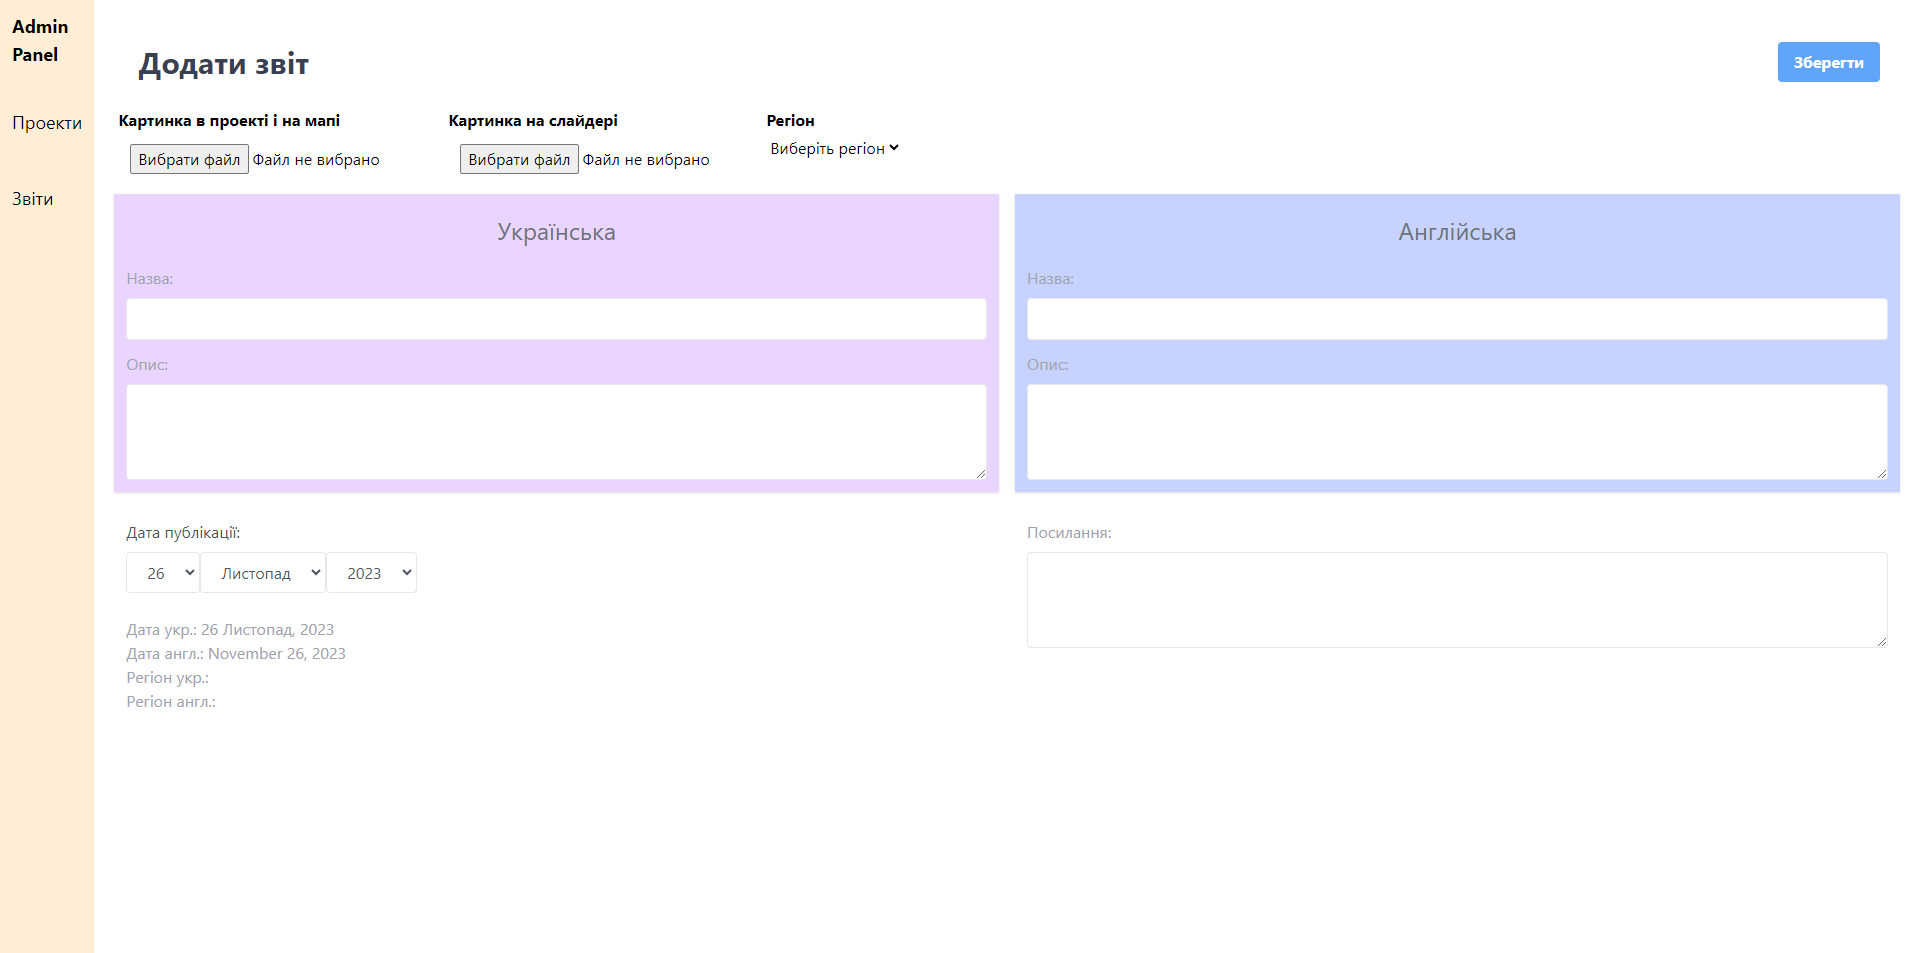 Admin
Panel
Проекти
Звіти
Додати звіт
Зберегти
Картинка в проекті і на мапі
Вибрати файл Файл не вибрано
Картинка на слайдері
Вибрати файл Файл не вибрано
Регіон
Виберіть регіон
Українська
Назва:
Опис:
Англійська
Назва:
Опис:
Дата публікації:
26 Листопад 2023
Дата укр.: 26 Листопад, 2023
Дата англ.: November 26, 2023
Регіон укр.:
Регіон англ.:
Посилання: